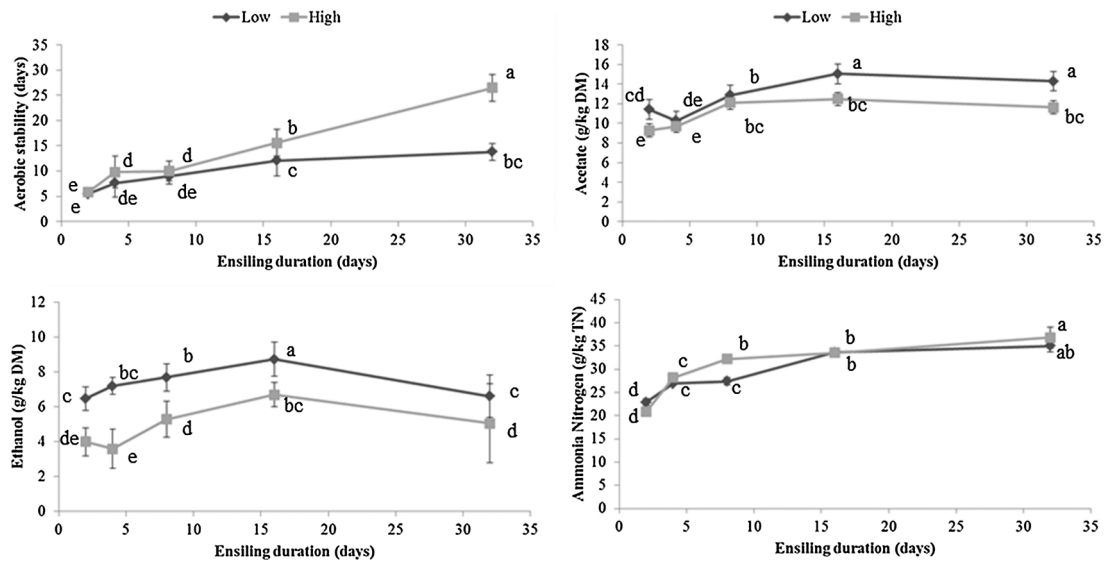 Low High
Aerobic stability (days)
35
30
25
20
15
10
5
0
a
b
d
d
e
c
bc
de
de
e
0 5 10 15 20 25 30 35
Ensiling duration (days)
Low High
Acetate (g/kg DM)
18
16
14
12
10
8
6
4
2
0
a
a
b
cd
de
bc
bc
bc
e
e
0 5 10 15 20 25 30 35
Ensiling duration (days)
Ethanol (g/kg DM)
12
10
8
6
4
2
0
a
b
bc
c
c
bc
d
d
de
e
0 5 10 15 20 25 30 35
Ensiling duration (days)
Ammonia Nitrogen (g/kg TN)
45
40
35
30
25
20
15
10
5
0
a
b
b
c
d
ab
b
c
c
d
0 5 10 15 20 25 30 35
Ensiling duration (days)